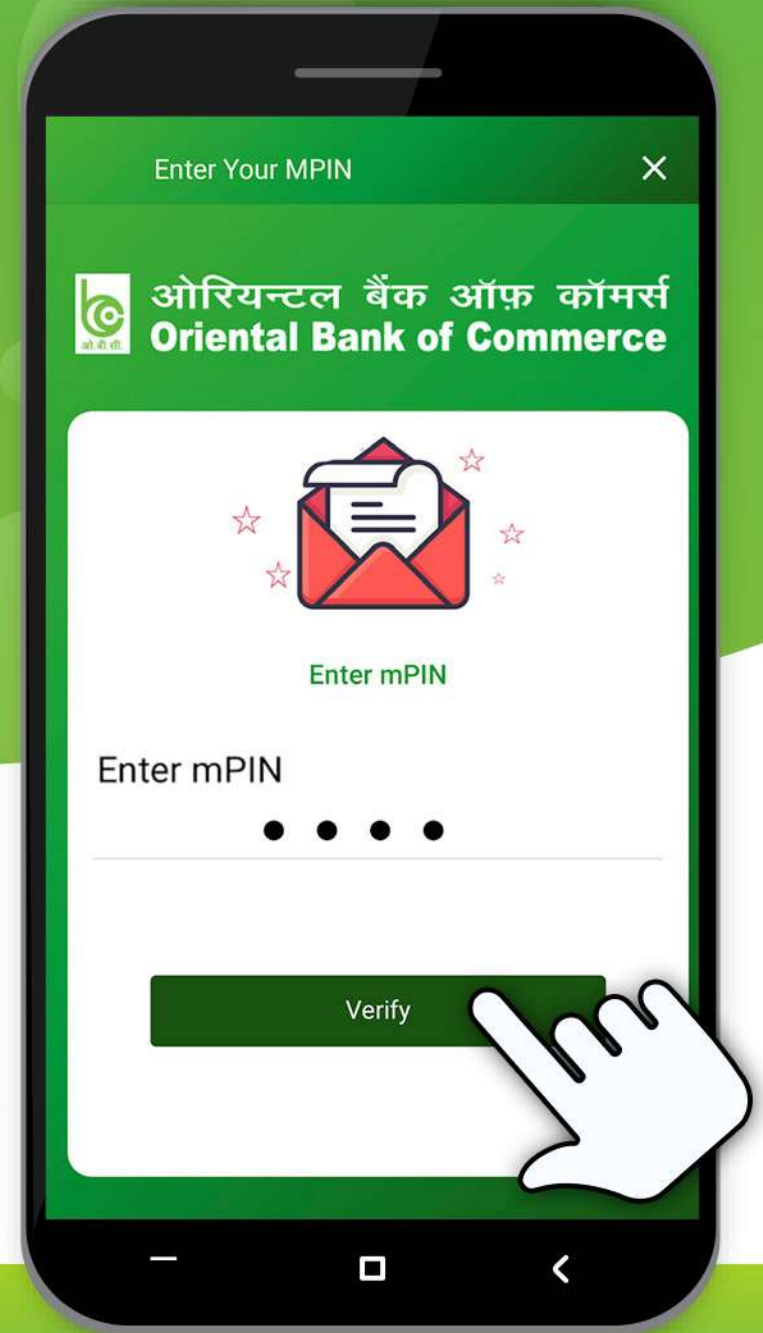 Enter Your MPIN
ओरियन्टल बैंक ऑफ़ कॉमर्स
ओ.बी.सी.
Oriental Bank of Commerce
Enter mPIN
Enter mPIN
Verify